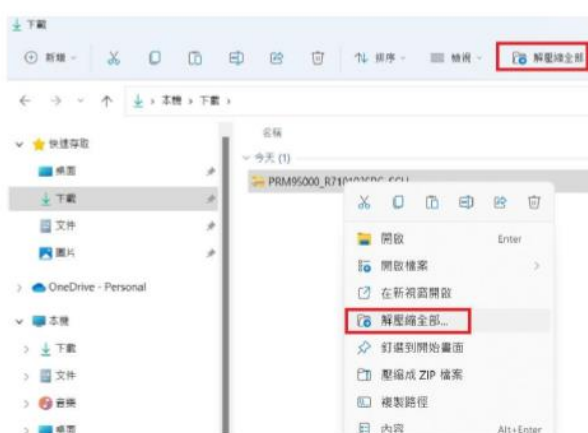 下載
新增
排序
檢視
解壓縮全部
本機 › 下載 ›
名稱
快速存取
今天 (1)
桌面
下載
文件
圖片
OneDrive - Personal
本機
下載
文件
音樂
桌面
開啟 Enter
開啟檔案
在新視窗開啟
解壓縮全部...
釘選到開始畫面
壓縮成 ZIP 檔案
複製路徑
內容 Alt+Enter